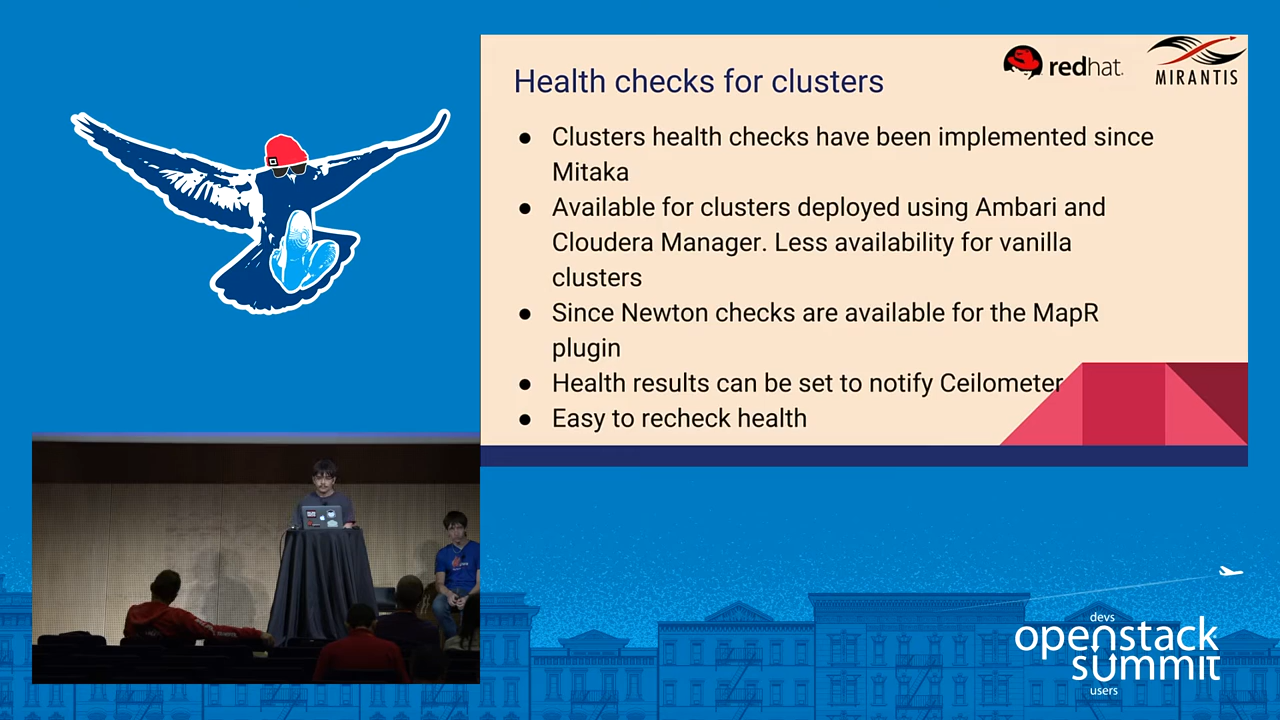 redhat.
MIRANTIS
Health checks for clusters
● Clusters health checks have been implemented since
Mitaka
● Available for clusters deployed using Ambari and
Cloudera Manager. Less availability for vanilla
clusters
● Since Newton checks are available for the MapR
plugin
● Health results can be set to notify Ceilometer
● Easy to recheck health
devs
openstack
summit
users